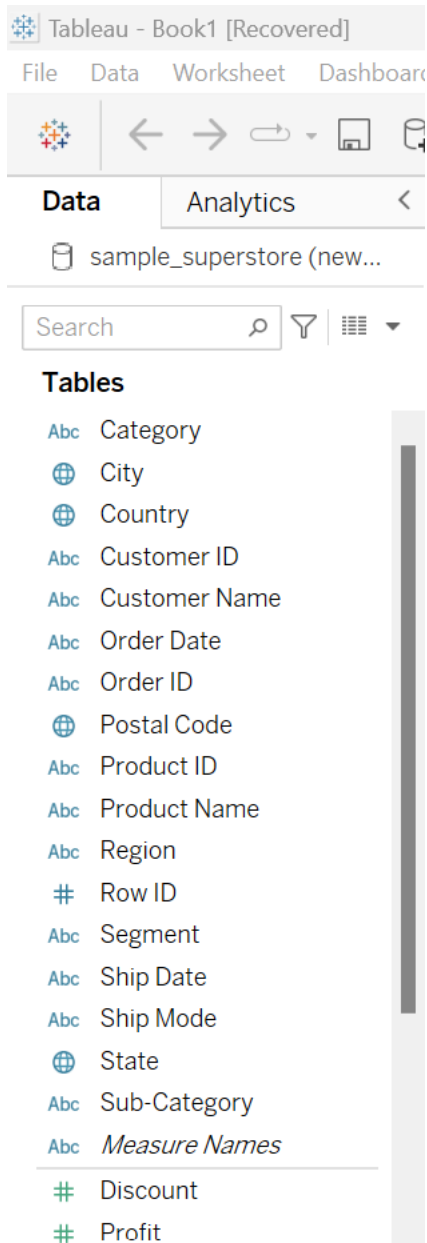 Tableau - Book1 [Recovered]
File Data Worksheet Dashboard
Data Analytics
sample_superstore (new...
Search
Tables
Abc Category
City
Country
Abc Customer ID
Abc Customer Name
Abc Order Date
Abc Order ID
Postal Code
Abc Product ID
Abc Product Name
Abc Region
# Row ID
Abc Segment
Abc Ship Date
Abc Ship Mode
State
Abc Sub-Category
Abc Measure Names
# Discount
# Profit